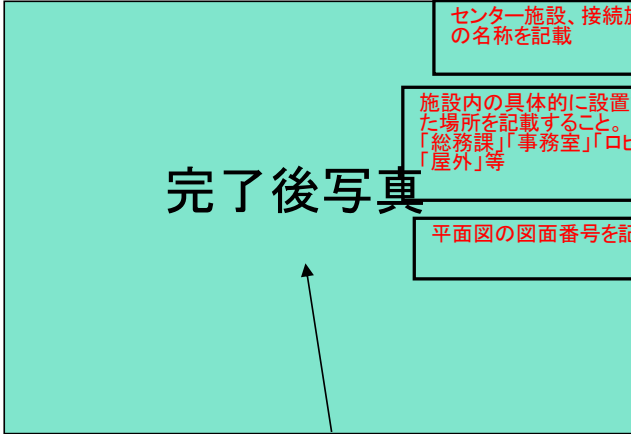 センター施設、接続施
の名称を記載
施設内の具体的に設置
た場所を記載すること。
「総務課」「事務室」「ロビ
「屋外」等
完了後写真
平面図の図面番号を記